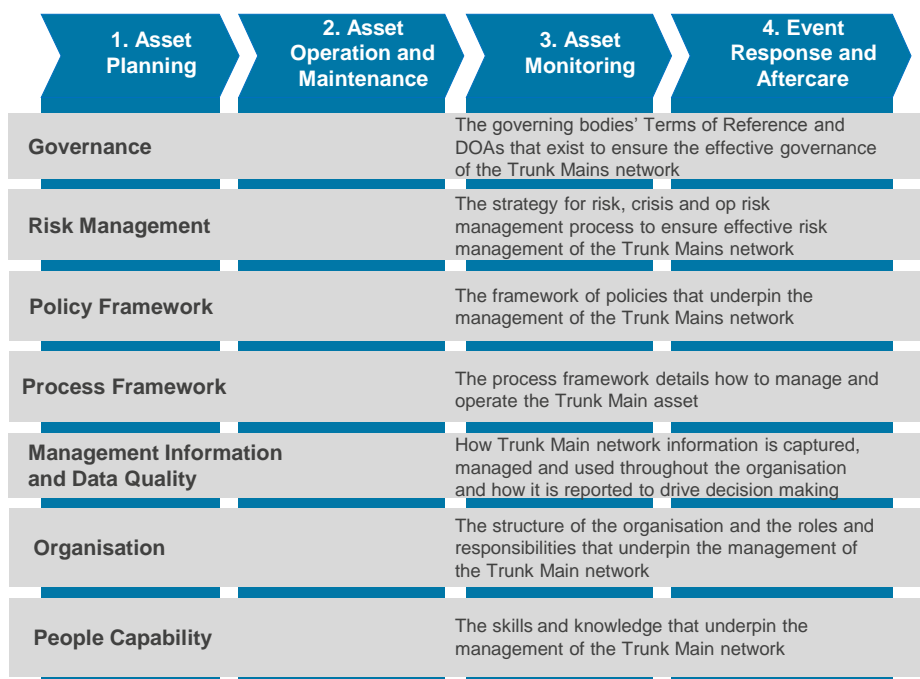 1. Asset
Planning
2. Asset
Operation and
Maintenance
3. Asset
Monitoring
4. Event
Response and
Aftercare
Governance
The governing bodies’ Terms of Reference and
DOAs that exist to ensure the effective governance
of the Trunk Mains network
Risk Management
The strategy for risk, crisis and op risk
management process to ensure effective risk
management of the Trunk Mains network
Policy Framework
The framework of policies that underpin the
management of the Trunk Mains network
Process Framework
The process framework details how to manage and
operate the Trunk Main asset
Management Information
and Data Quality
How Trunk Main network information is captured,
managed and used throughout the organisation
and how it is reported to drive decision making
Organisation
The structure of the organisation and the roles and
responsibilities that underpin the management of
the Trunk Main network
People Capability
The skills and knowledge that underpin the
management of the Trunk Main network